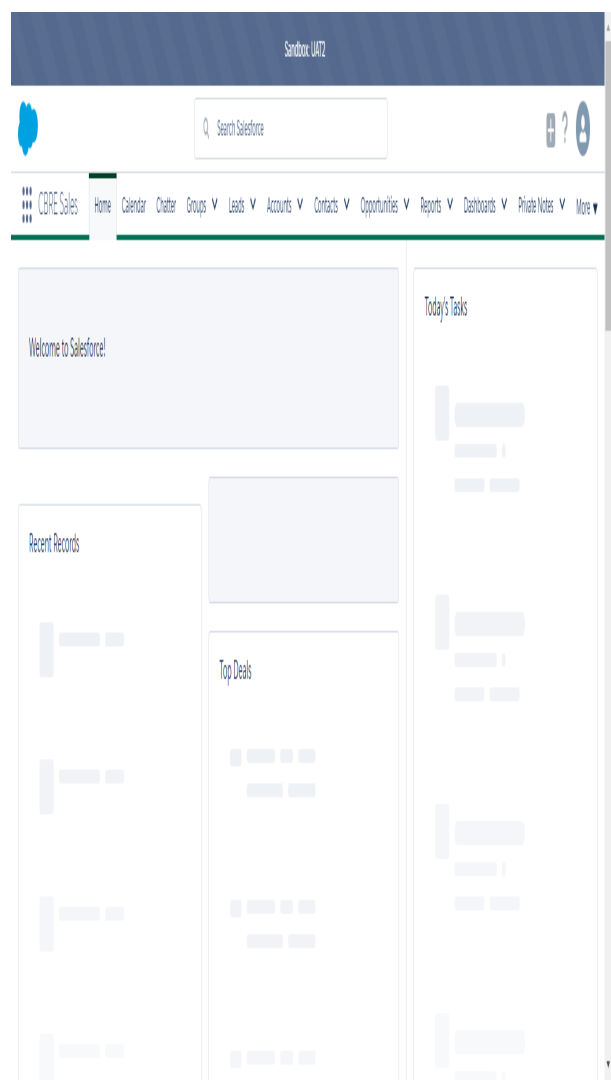 Sandbox: UAT2
Search Salesforce
?
CBRE Sales Home Calendar Chatter Groups Leads Accounts Contacts Opportunities Reports Dashboards Private Notes More
Welcome to Salesforce!
Today's Tasks
Recent Records
Top Deals